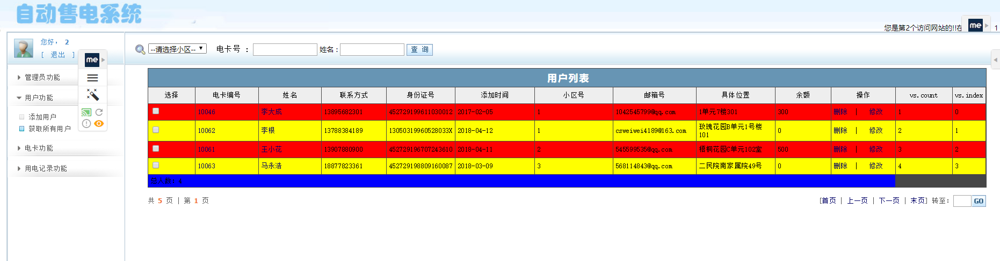 自动售电系统
您是第2个访问网站的!!在
me
1
您好， 2
[ 退出 ]
me
管理员功能
用户功能
添加用户
获取所有用户
电卡功能
用电记录功能
--请选择小区-- 电卡号 : 姓名: 查 询
用户列表
选择 电卡编号 姓名 联系方式 身份证号 添加时间 小区号 邮箱号 具体位置 余额 操作 vs.count vs.index
10046 李大成 13895682301 452729199611030012 2017-02-05 1 1042545799@qq.com 1单元7楼301 300 删除 | 修改 1 0
10062 李根 13788384189 13050319960528033X 2018-04-12 1 csweiwei4189@163.com 玫瑰花园B单元1号楼101 0 删除 | 修改 2 1
10061 王小花 13907880900 452729196707243610 2018-04-11 2 545599535@qq.com 梧桐花园C单元102室 500 删除 | 修改 3 2
10063 马永浩 18877823361 452729198809160087 2018-03-09 3 568114843@qq.com 二民院南家属院49号 0 删除 | 修改 4 3
总人数: 4
共 5 页 | 第 1 页
[首页 | 上一页 | 下一页 | 末页] 转至: GO